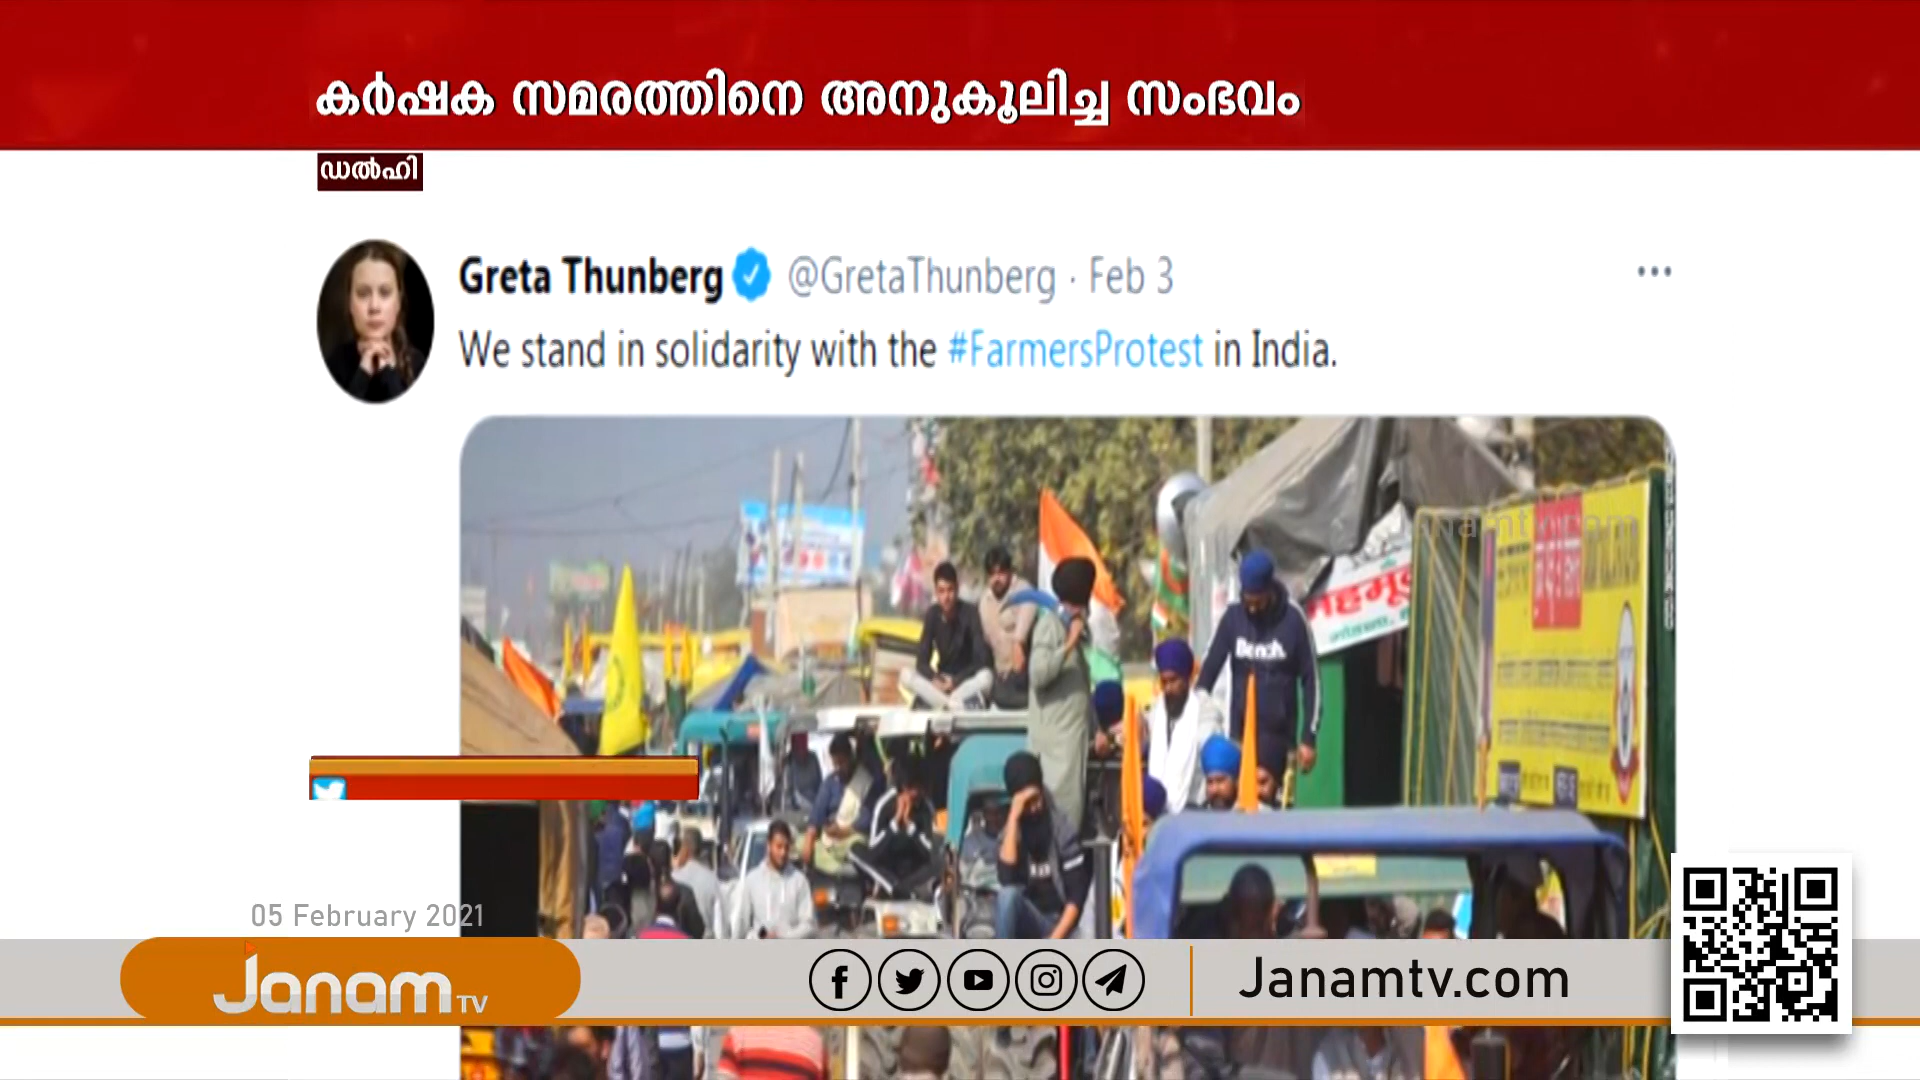 കർഷക സമരത്തിനെ അനുകൂലിച്ച സംഭവം
ഡൽഹി
Greta Thunberg @GretaThunberg · Feb 3
We stand in solidarity with the #FarmersProtest in India.
Bench
05 February 2021
Janam TV
Janamtv.com